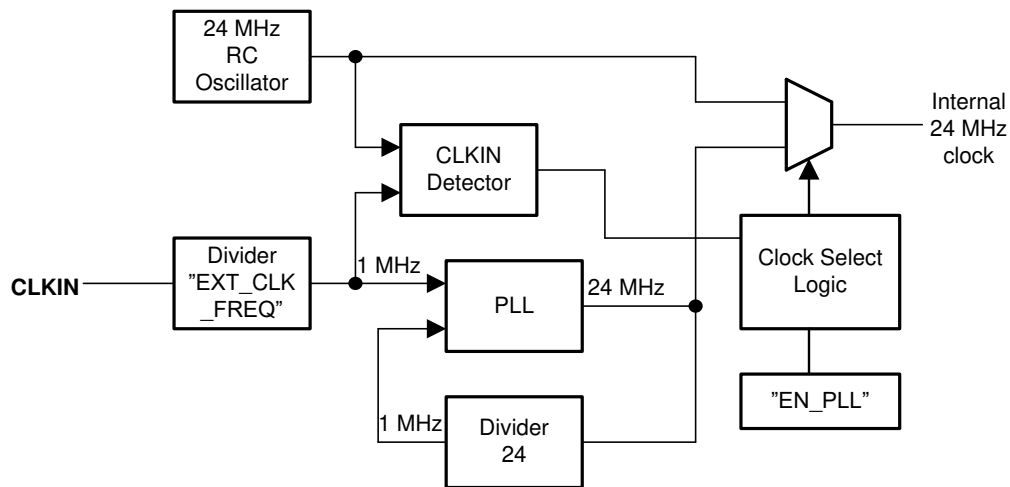 24 MHz
RC
Oscillator
CLKIN
Detector
Internal
24 MHz
clock
CLKIN
Divider
”EXT_CLK
_FREQ”
1 MHz
PLL
24 MHz
Clock Select
Logic
1 MHz
Divider
24
”EN_PLL”